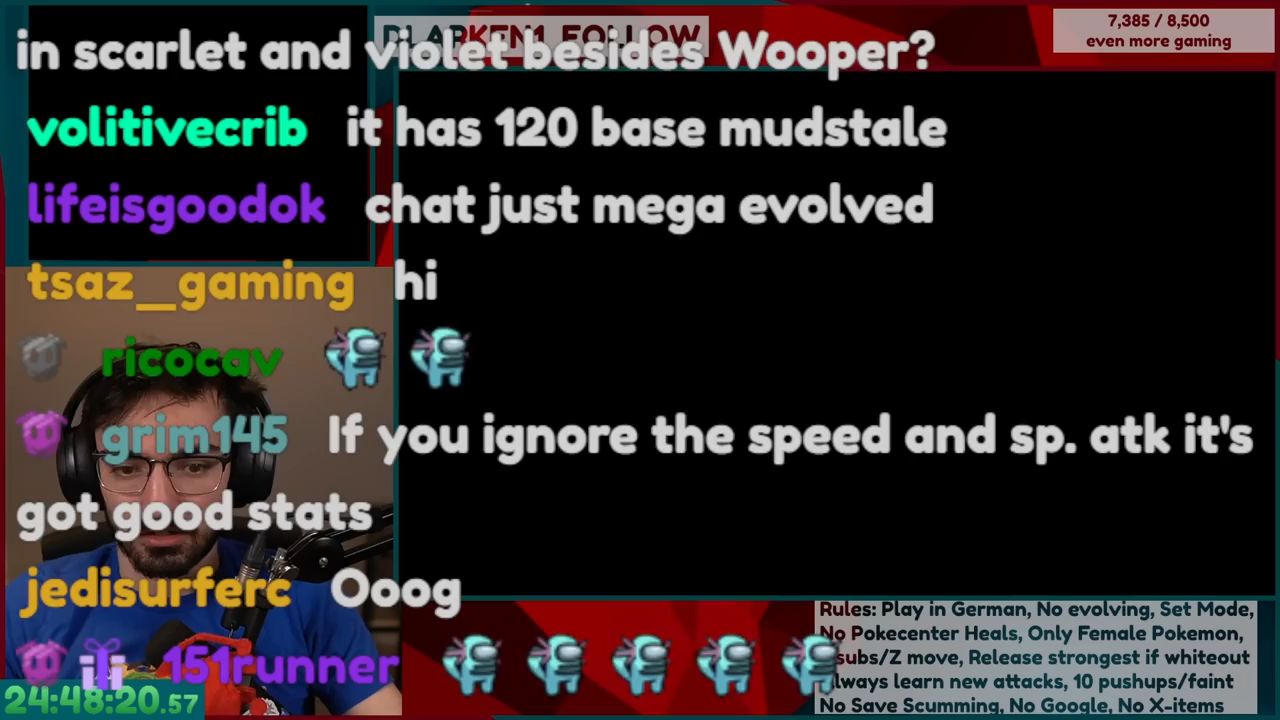 DLARKEN1 FOLLOW
7,385 / 8,500
even more gaming
in scarlet and violet besides Wooper?
volitivecrib it has 120 base mudstale
lifeisgoodok chat just mega evolved
tsaz_gaming hi
ricocav
grim145 If you ignore the speed and sp. atk it's
got good stats
jedisurferc Ooog
151runner
24:48:20.57
Rules: Play in German, No evolving, Set Mode,
No Pokecenter Heals, Only Female Pokemon,
subs/Z move, Release strongest if whiteout
Always learn new attacks, 10 pushups/faint
No Save Scumming, No Google, No X-items